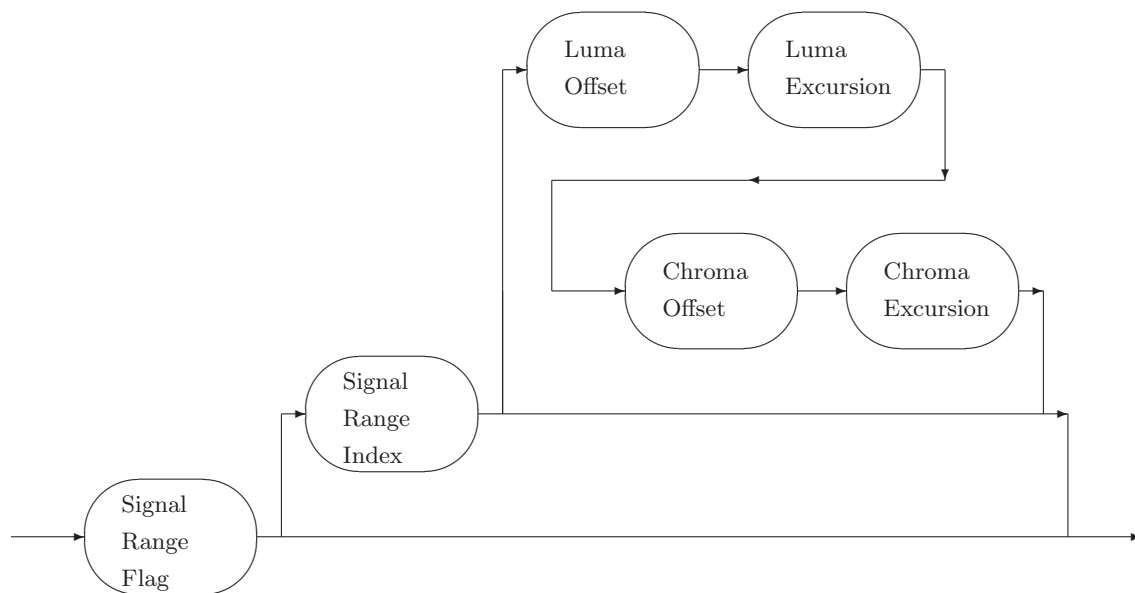 Luma
Offset
Luma
Excursion
Chroma
Offset
Chroma
Excursion
Signal
Range
Index
Signal
Range
Flag